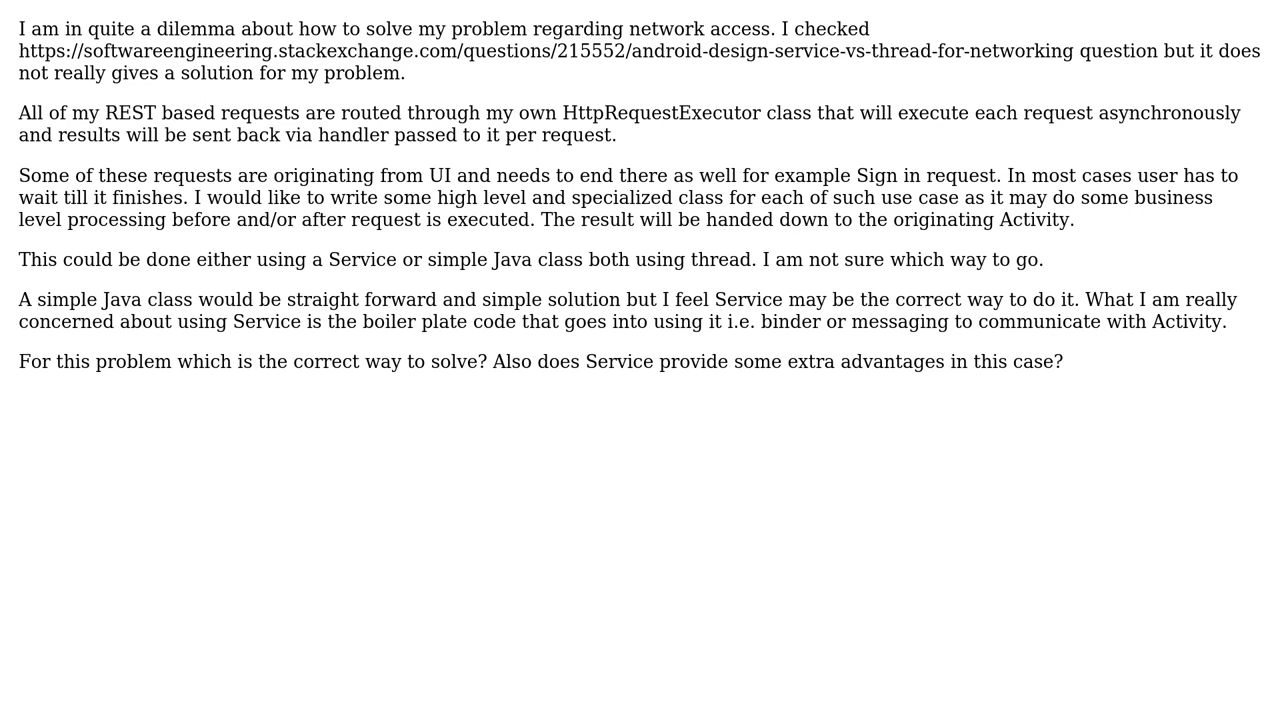 I am in quite a dilemma about how to solve my problem regarding network access. I checked
https://softwareengineering.stackexchange.com/questions/215552/android-design-service-vs-thread-for-networking question but it does
not really gives a solution for my problem.
All of my REST based requests are routed through my own HttpRequestExecutor class that will execute each request asynchronously
and results will be sent back via handler passed to it per request.
Some of these requests are originating from UI and needs to end there as well for example Sign in request. In most cases user has to
wait till it finishes. I would like to write some high level and specialized class for each of such use case as it may do some business
level processing before and/or after request is executed. The result will be handed down to the originating Activity.
This could be done either using a Service or simple Java class both using thread. I am not sure which way to go.
A simple Java class would be straight forward and simple solution but I feel Service may be the correct way to do it. What I am really
concerned about using Service is the boiler plate code that goes into using it i.e. binder or messaging to communicate with Activity.
For this problem which is the correct way to solve? Also does Service provide some extra advantages in this case?